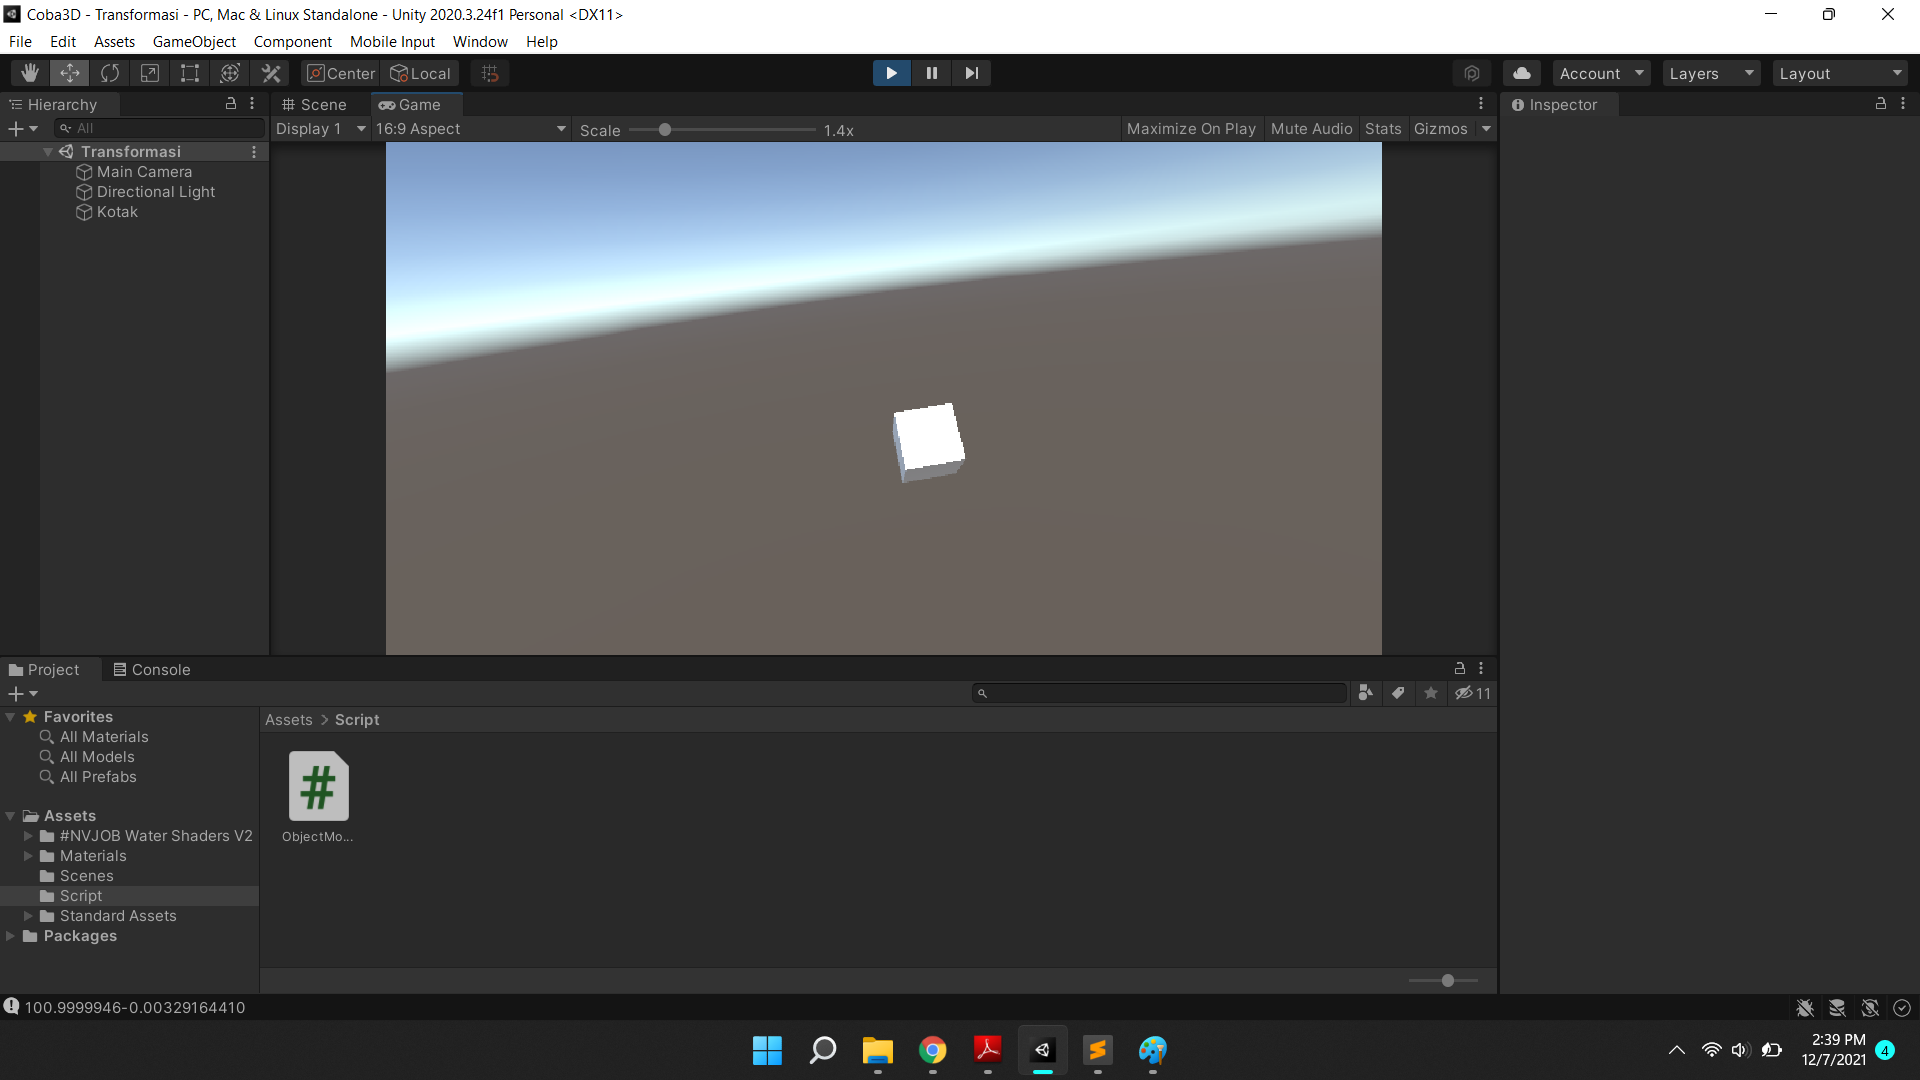 Coba3D - Transformasi - PC, Mac & Linux Standalone - Unity 2020.3.24f1 Personal <DX11>
File Edit Assets GameObject Component Mobile Input Window Help
Center Local Account Layers Layout
Hierarchy Scene Game Inspector
All Display 1 16:9 Aspect Scale 1.4x Maximize On Play Mute Audio Stats Gizmos
Transformasi
Main Camera
Directional Light
Kotak
Project Console
11
Favorites Assets > Script
All Materials
All Models
All Prefabs
#
Assets
#NVJOB Water Shaders V2 ObjectMo...
Materials
Scenes
Script
Standard Assets
Packages
100.9999946-0.00329164410
2:39 PM
12/7/2021 4